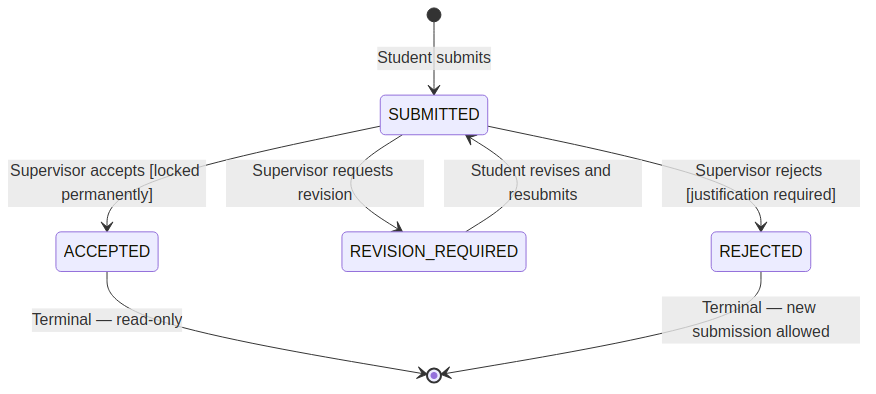 Student submits
SUBMITTED
Supervisor accepts [locked
permanently]
Supervisor requests
revision
Student revises and
resubmits
Supervisor rejects
[justification required]
ACCEPTED
REVISION_REQUIRED
REJECTED
Terminal — read-only
Terminal — new
submission allowed